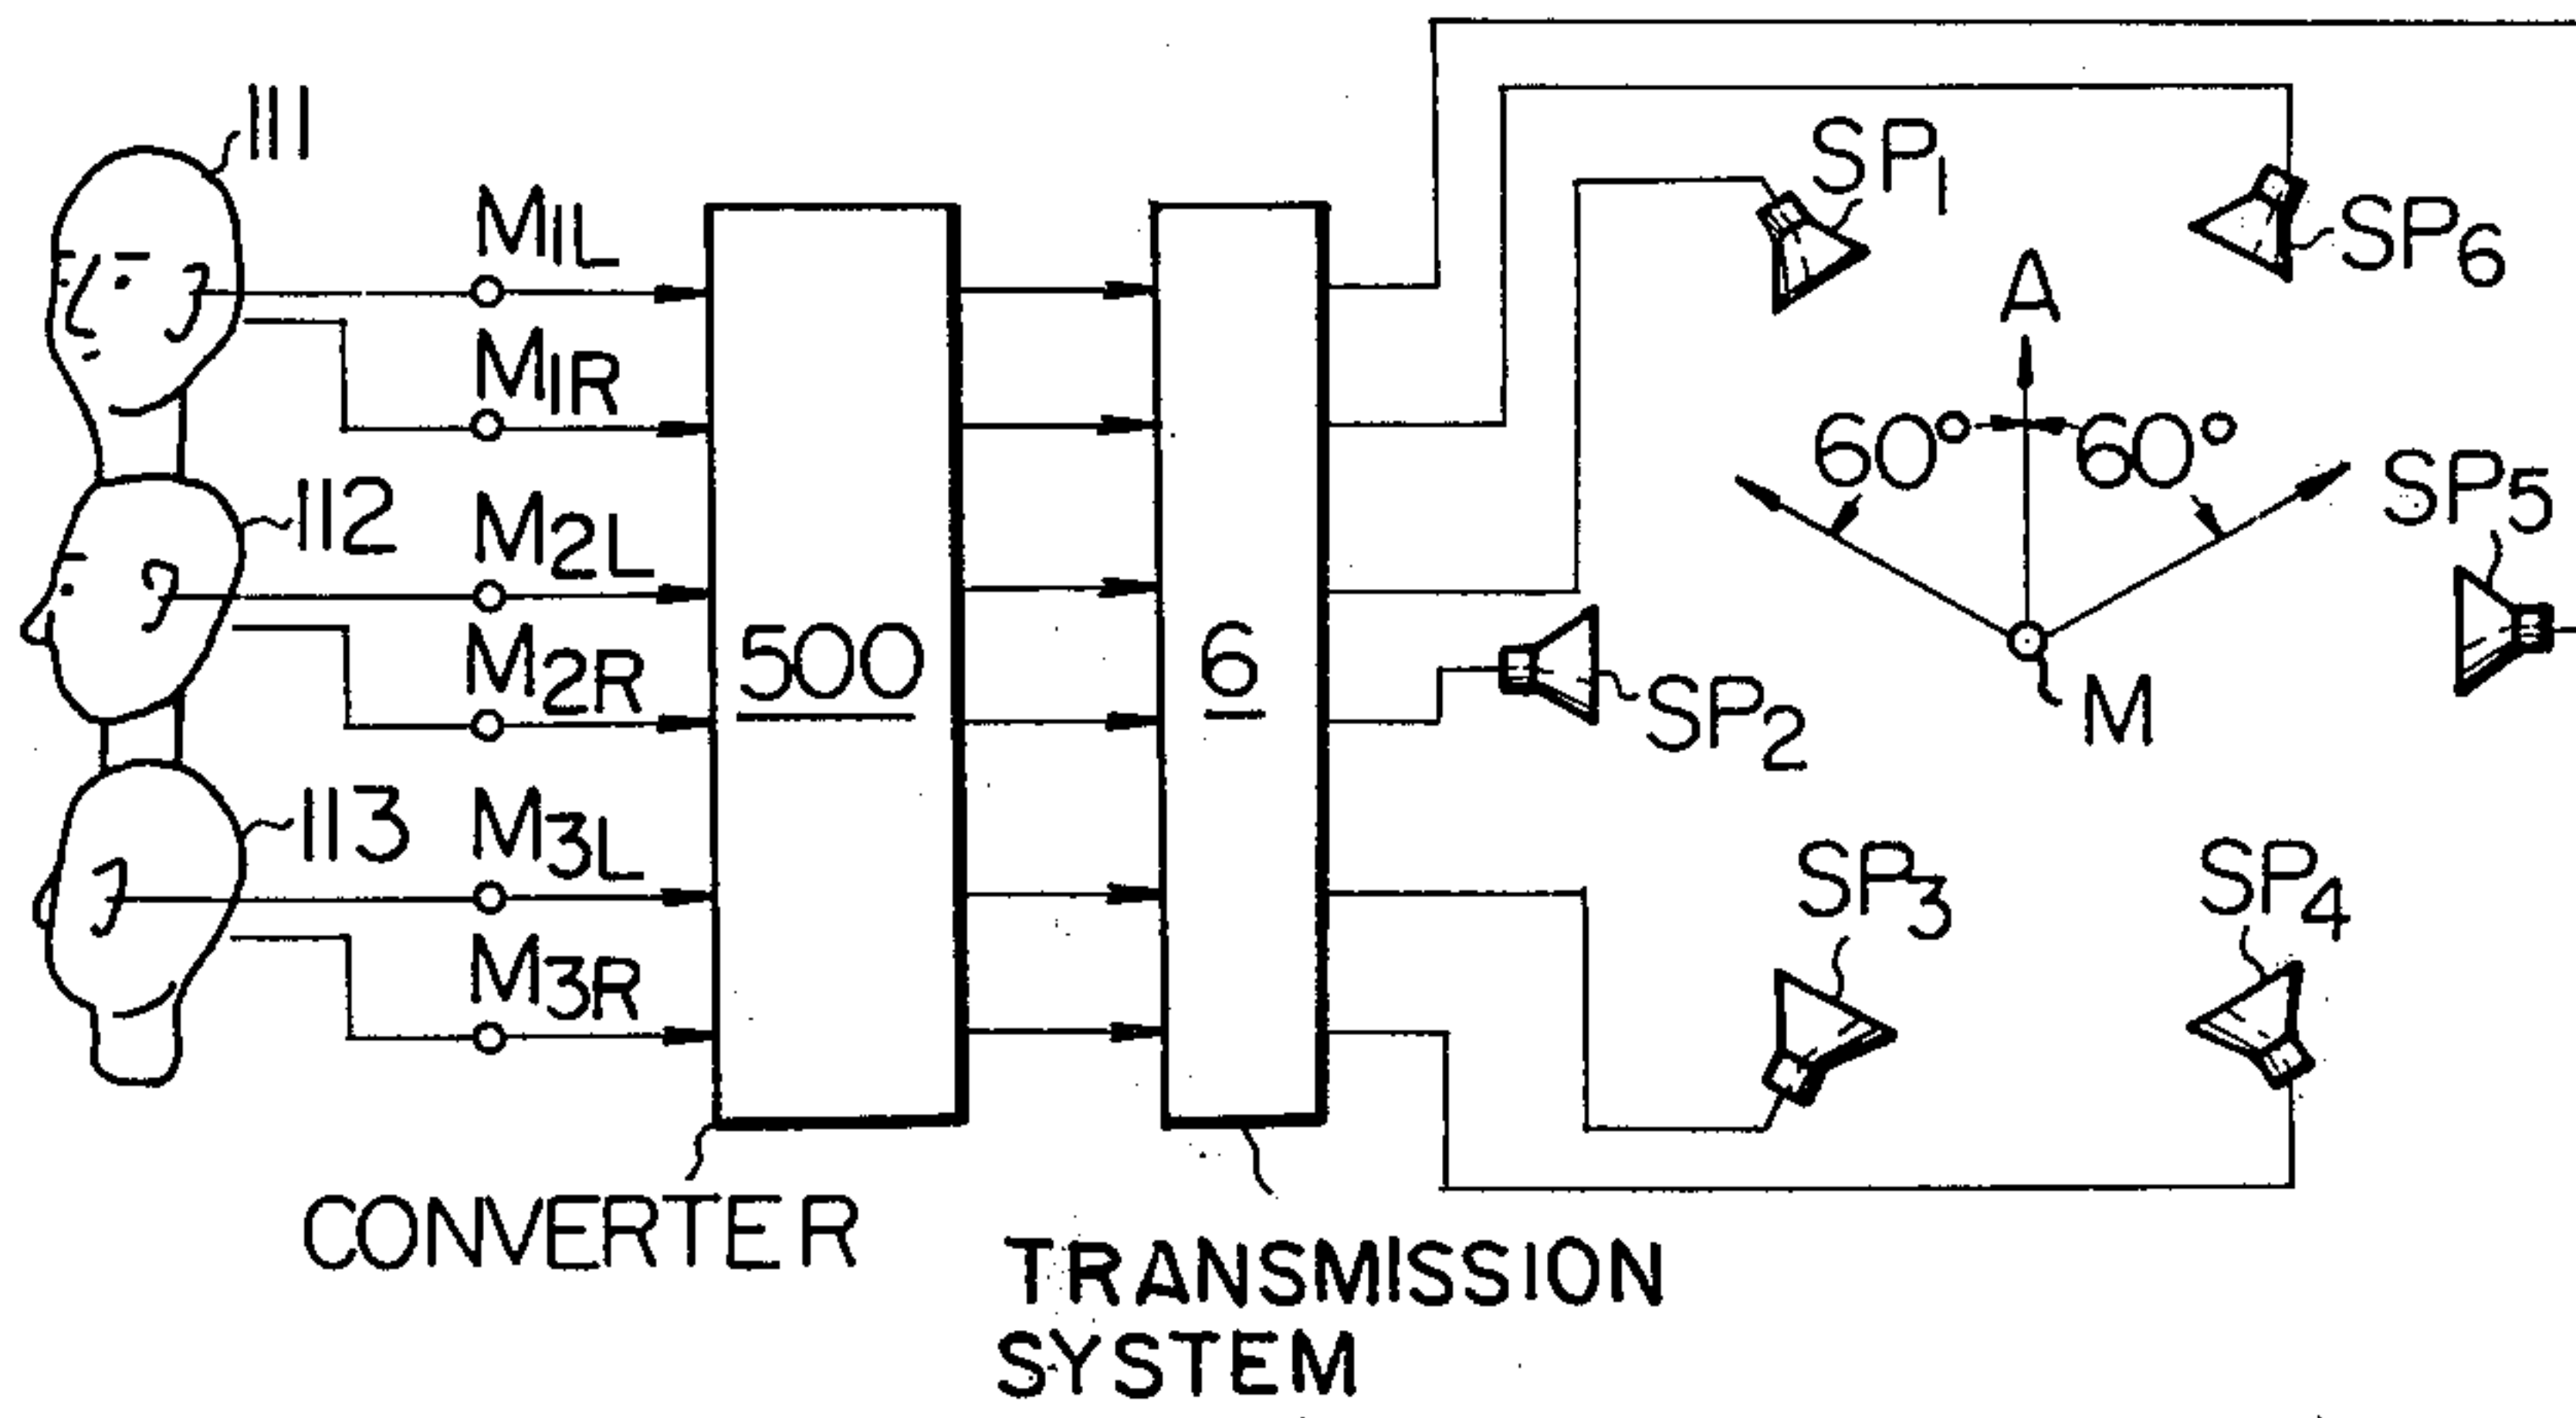 111
M1L
M1R
112
M2L
M2R
113
M3L
M3R
500
6
CONVERTER
TRANSMISSION
SYSTEM
SP1
SP6
A
60° 60°
SP5
M
SP2
SP3
SP4